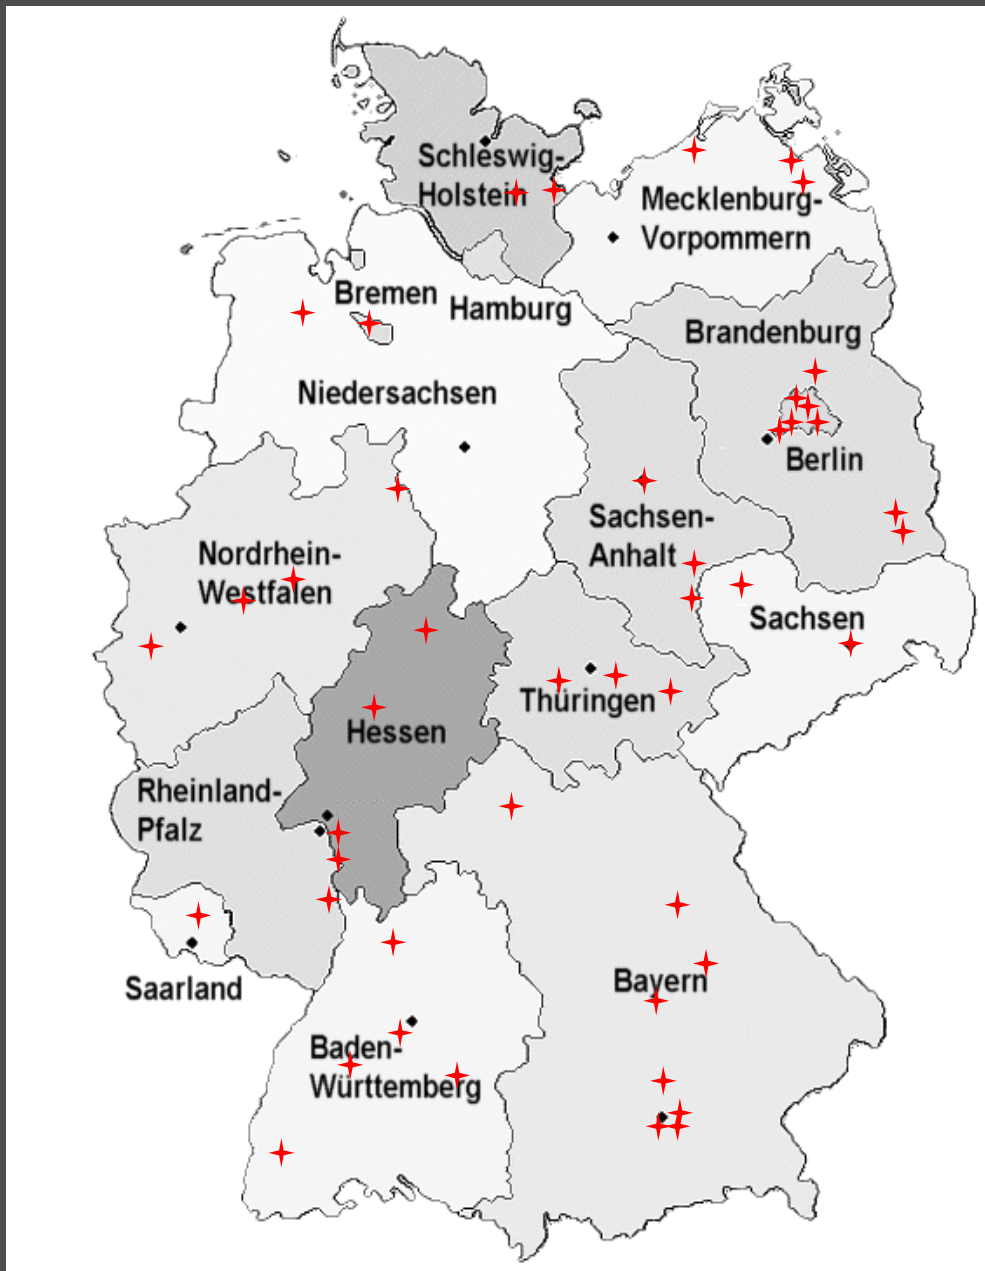 Schleswig-
Holstein
Mecklenburg-
Vorpommern
Bremen
Hamburg
Brandenburg
Niedersachsen
Berlin
Sachsen-
Anhalt
Nordrhein-
Westfalen
Sachsen
Thüringen
Hessen
Rheinland-
Pfalz
Saarland
Bayern
Baden-
Württemberg